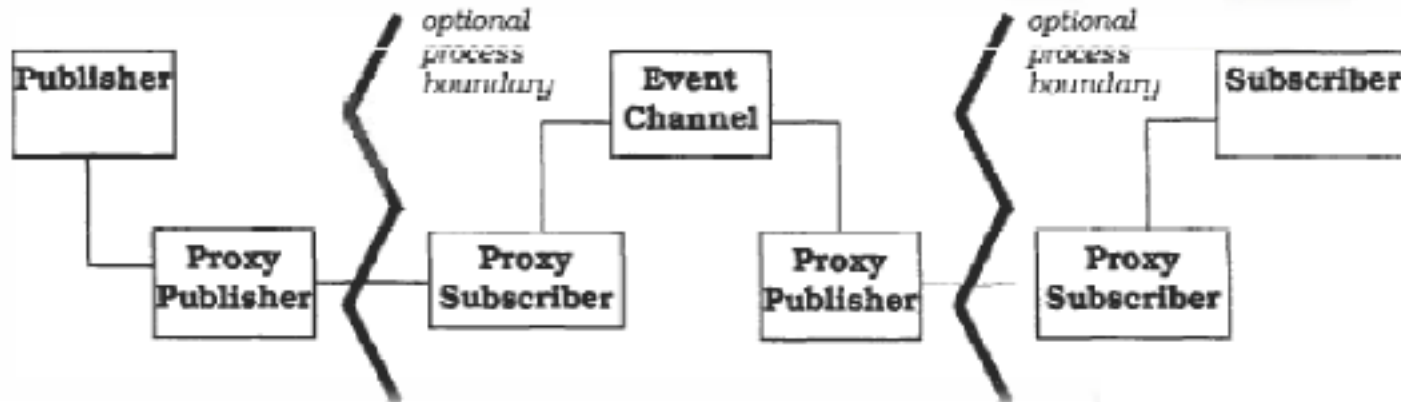 Publisher
optional
process
boundary
Event
Channel
optional
process
boundary
Subscriber
Proxy
Publisher
Proxy
Subscriber
Proxy
Publisher
Proxy
Subscriber